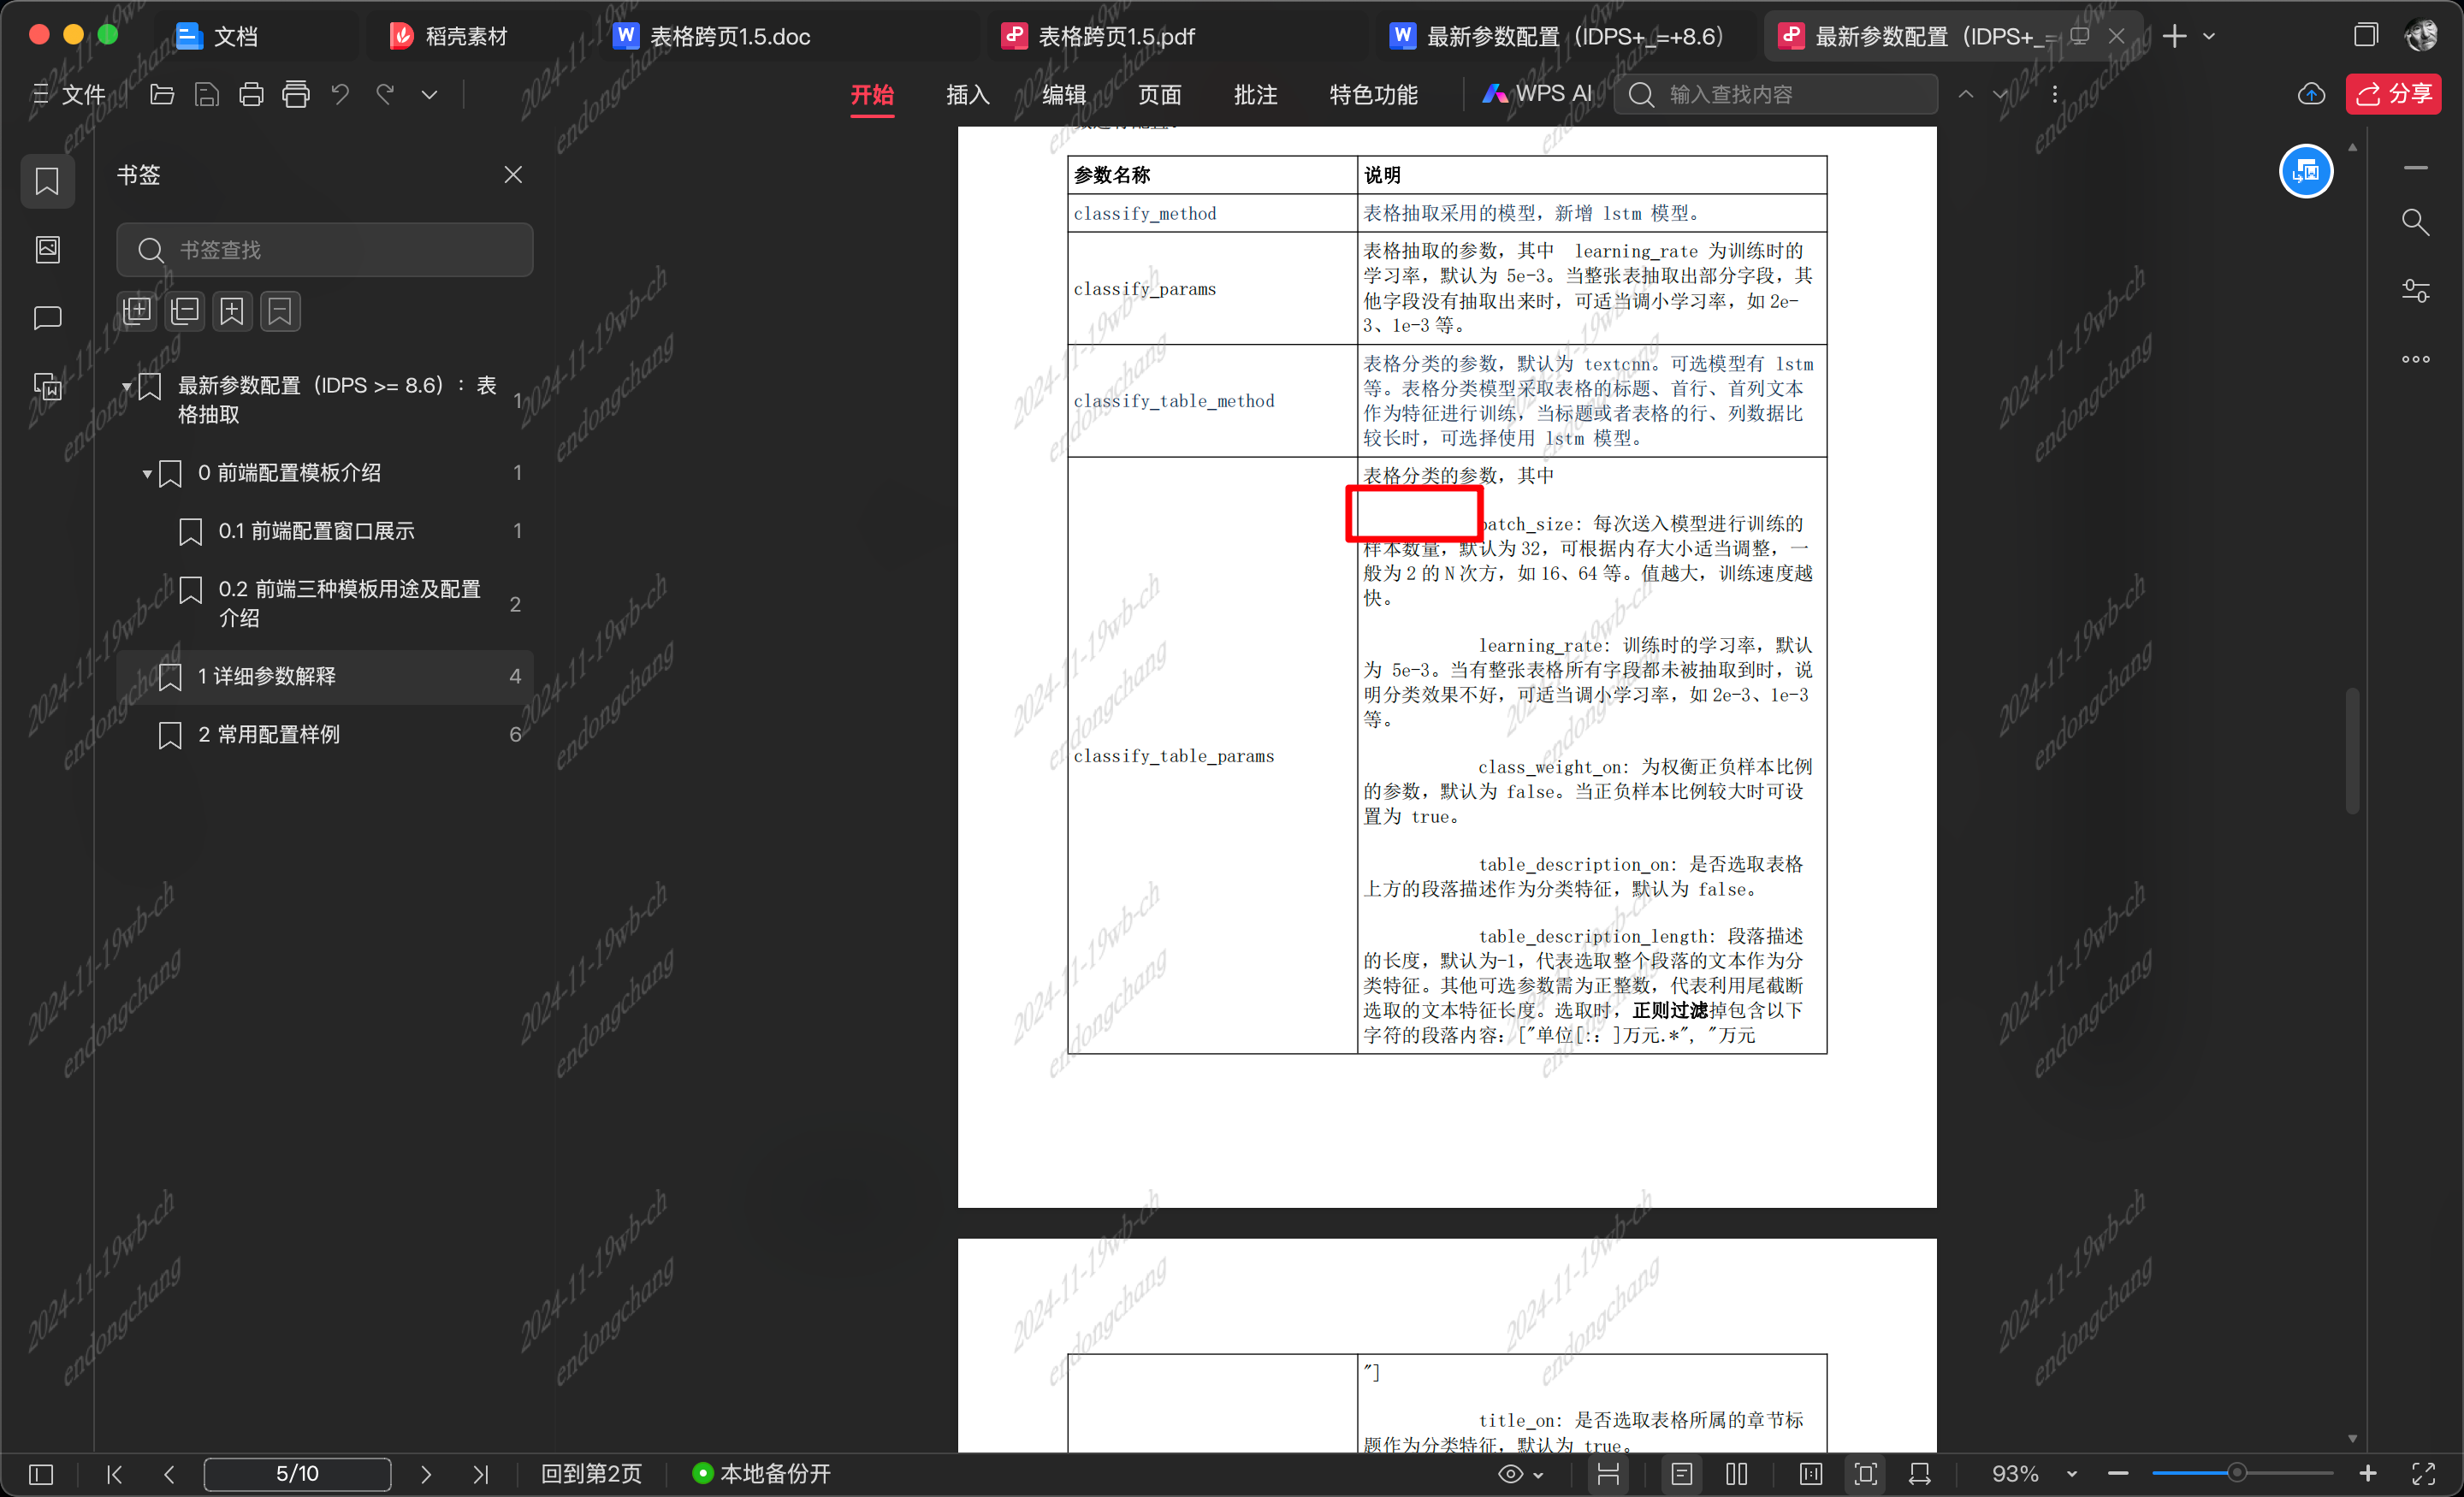 文档
稻壳素材
表格跨页1.5.doc
表格跨页1.5.pdf
最新参数配置（IDPS+_=+8.6）
最新参数配置（IDPS+_=
文件
开始
插入
编辑
页面
批注
特色功能
WPS AI
输入查找内容
分享
书签
书签查找
最新参数配置（IDPS >= 8.6）：表
格抽取
1
0 前端配置模板介绍
1
0.1 前端配置窗口展示
1
0.2 前端三种模板用途及配置
介绍
2
1 详细参数解释
4
2 常用配置样例
6
参数名称
说明
classify_method
表格抽取采用的模型，新增 lstm 模型。
classify_params
表格抽取的参数，其中 learning_rate 为训练时的
学习率，默认为 5e-3。当整张表抽取出部分字段，其
他字段没有抽取出来时，可适当调小学习率，如 2e-
3、1e-3 等。
classify_table_method
表格分类的参数，默认为 textcnn。可选模型有 lstm
等。表格分类模型采取表格的标题、首行、首列文本
作为特征进行训练，当标题或者表格的行、列数据比
较长时，可选择使用 lstm 模型。
classify_table_params
表格分类的参数，其中
batch_size: 每次送入模型进行训练的
样本数量，默认为 32，可根据内存大小适当调整，一
般为 2 的 N 次方，如 16、64 等。值越大，训练速度越
快。
learning_rate: 训练时的学习率，默认
为 5e-3。当有整张表格所有字段都未被抽取到时，说
明分类效果不好，可适当调小学习率，如 2e-3、1e-3
等。
class_weight_on: 为权衡正负样本比例
的参数，默认为 false。当正负样本比例较大时可设
置为 true。
table_description_on: 是否选取表格
上方的段落描述作为分类特征，默认为 false。
table_description_length: 段落描述
的长度，默认为-1，代表选取整个段落的文本作为分
类特征。其他可选参数需为正整数，代表利用尾截断
选取的文本特征长度。选取时，正则过滤掉包含以下
字符的段落内容：["单位[:：]万元.*", "万元
"]
title_on: 是否选取表格所属的章节标
题作为分类特征，默认为 true。
5/10
回到第2页
本地备份开
93%
2024-11-19wb-ch
endongchang